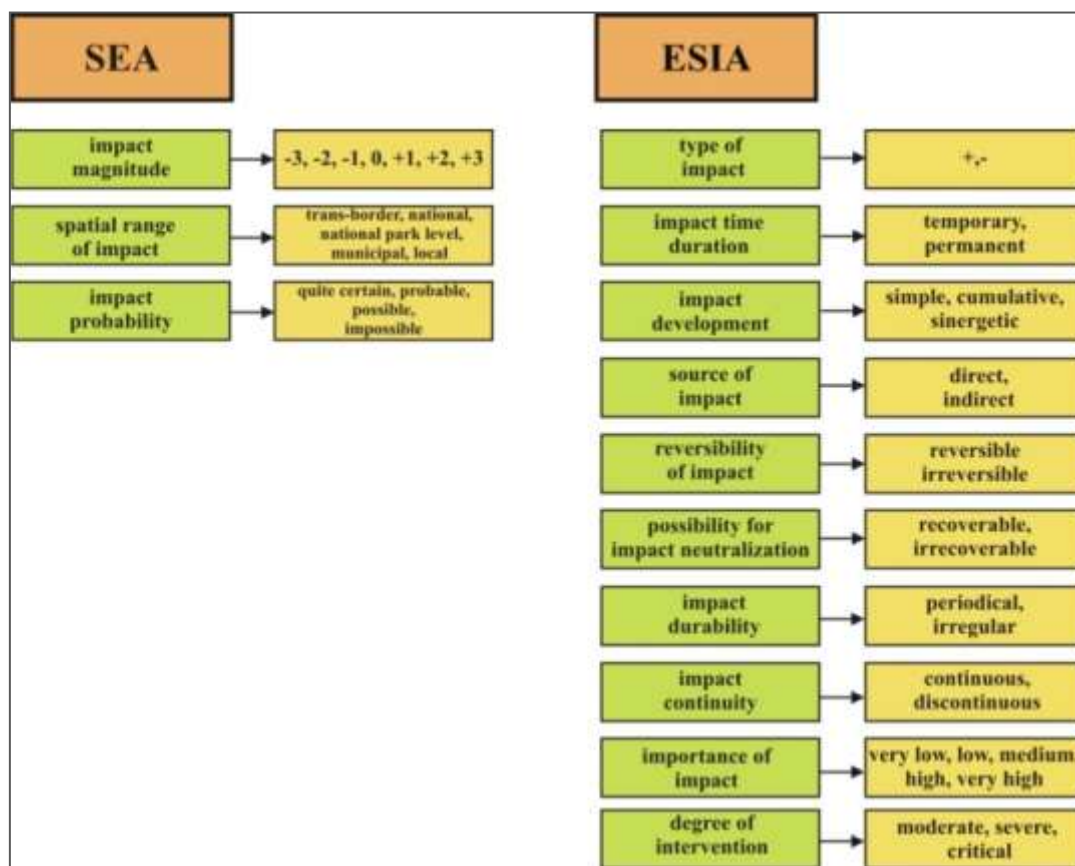 SEA
impact
magnitude
-3, -2, -1, 0, +1, +2, +3
spatial range
of impact
trans-border, national,
national park level,
municipal, local
impact
probability
quite certain, probable,
possible,
impossible
ESIA
type of
impact
+,-
impact time
duration
temporary,
permanent
impact
development
simple, cumulative,
sinergetic
source of
impact
direct,
indirect
reversibility
of impact
reversible
irreversible
possibility for
impact neutralization
recoverable,
irrecoverable
impact
durability
periodical,
irregular
impact
continuity
continuous,
discontinuous
importance of
impact
very low, low, medium
high, very high
degree of
intervention
moderate, severe,
critical